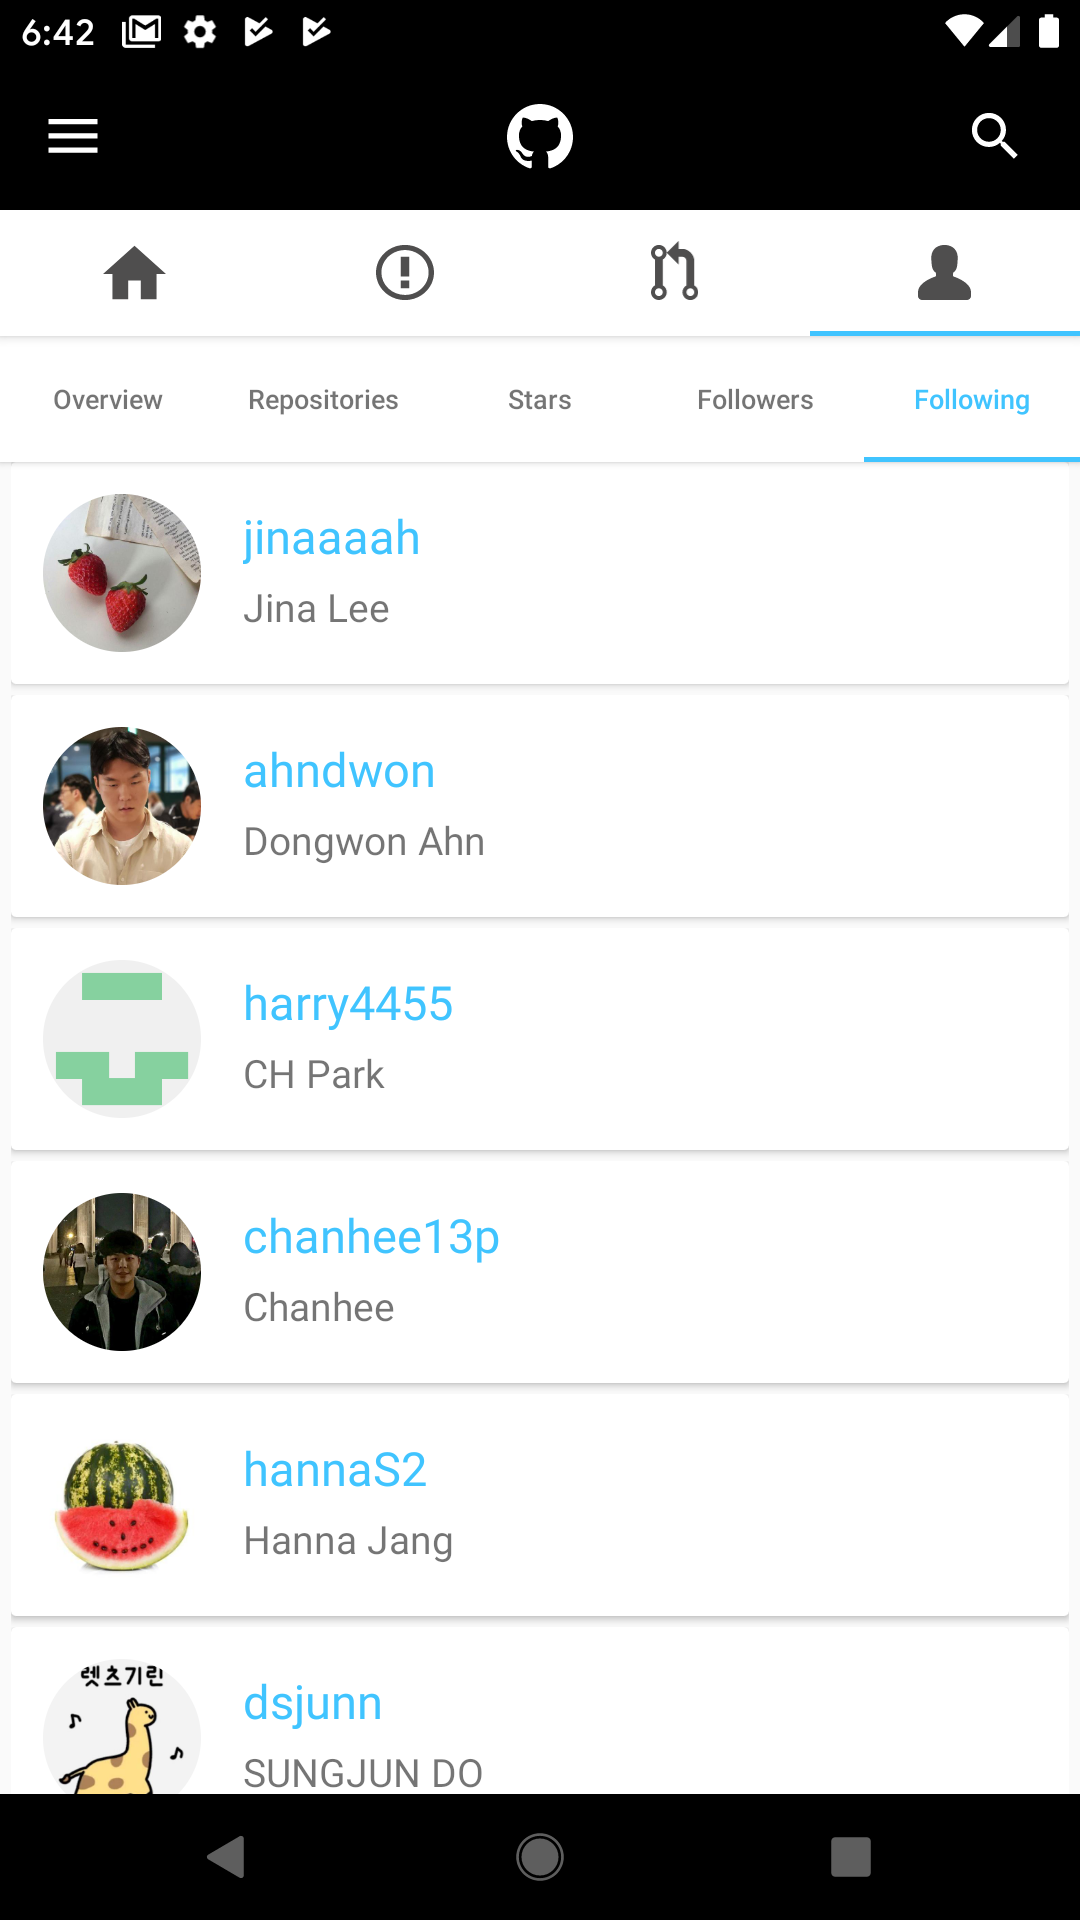 6:42
Overview Repositories Stars Followers Following
jinaaaah
Jina Lee
ahndwon
Dongwon Ahn
harry4455
CH Park
chanhee13p
Chanhee
hannaS2
Hanna Jang
렛츠기린
dsjunn
SUNGJUN DO